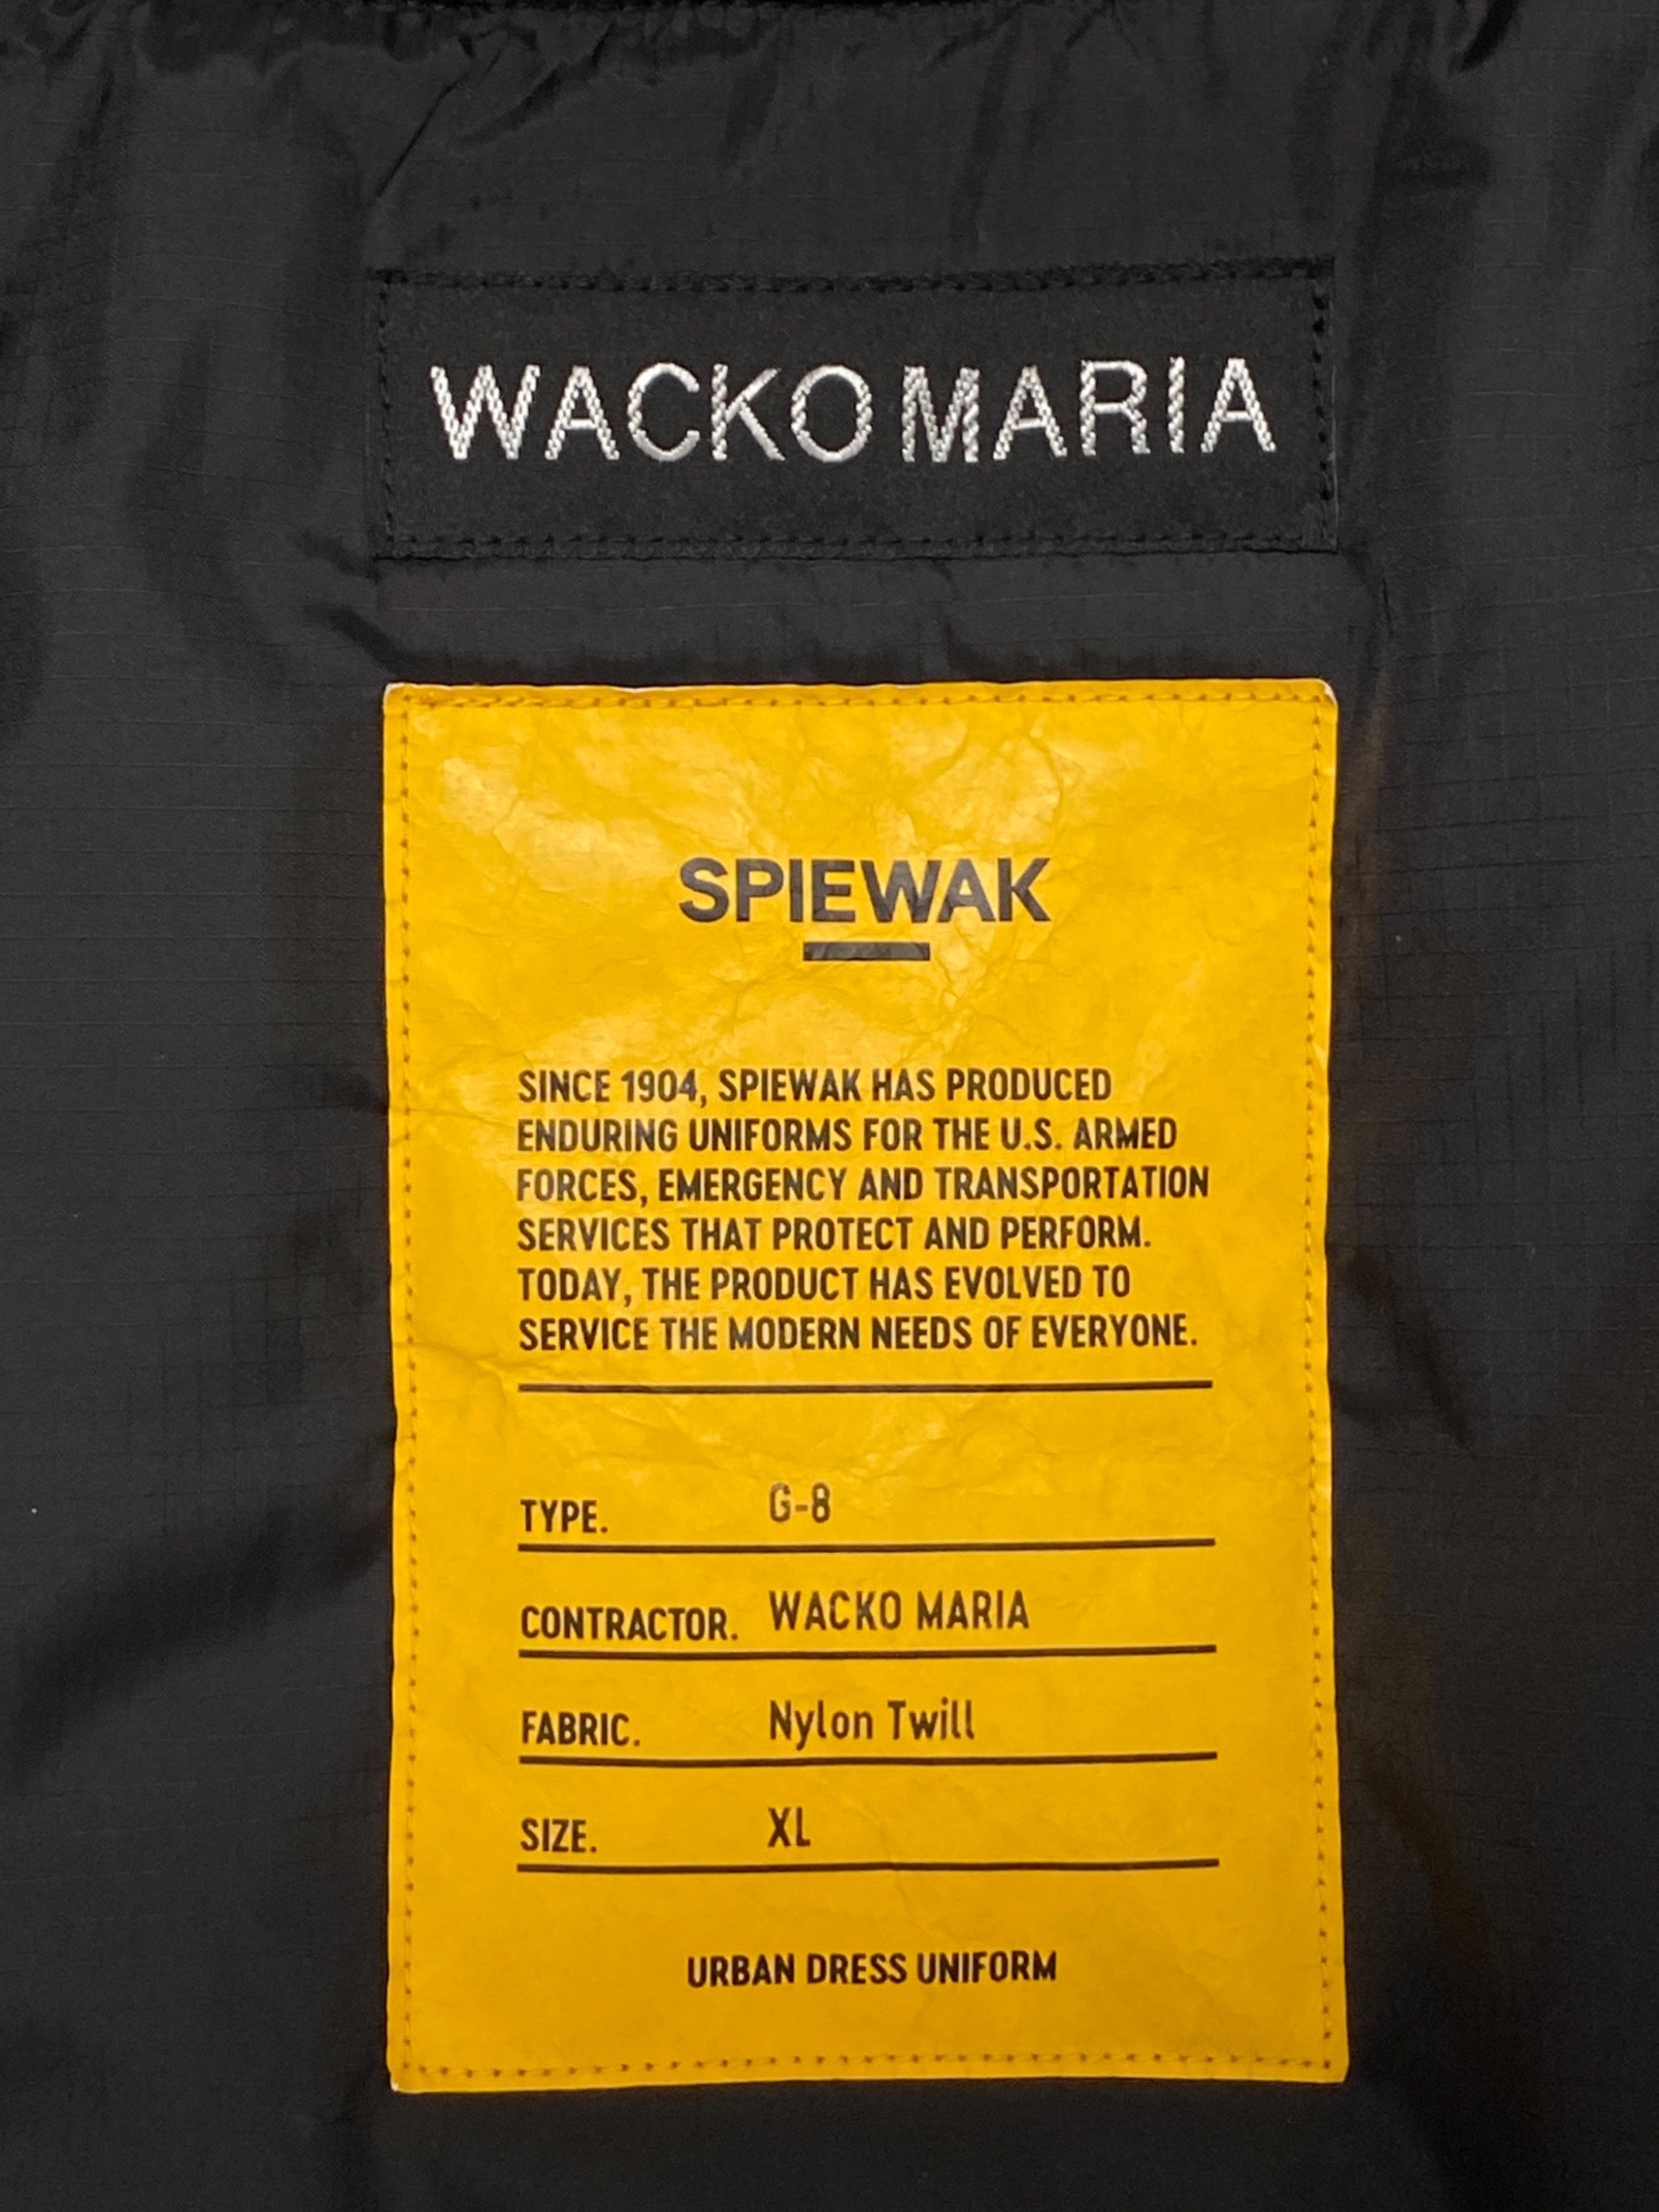 WACKO MARIA
SPIEWAK
SINCE 1904, SPIEWAK HAS PRODUCED
ENDURING UNIFORMS FOR THE U.S. ARMED
FORCES, EMERGENCY AND TRANSPORTATION
SERVICES THAT PROTECT AND PERFORM.
TODAY, THE PRODUCT HAS EVOLVED TO
SERVICE THE MODERN NEEDS OF EVERYONE.
TYPE. G-8
CONTRACTOR. WACKO MARIA
FABRIC. Nylon Twill
SIZE. XL
URBAN DRESS UNIFORM